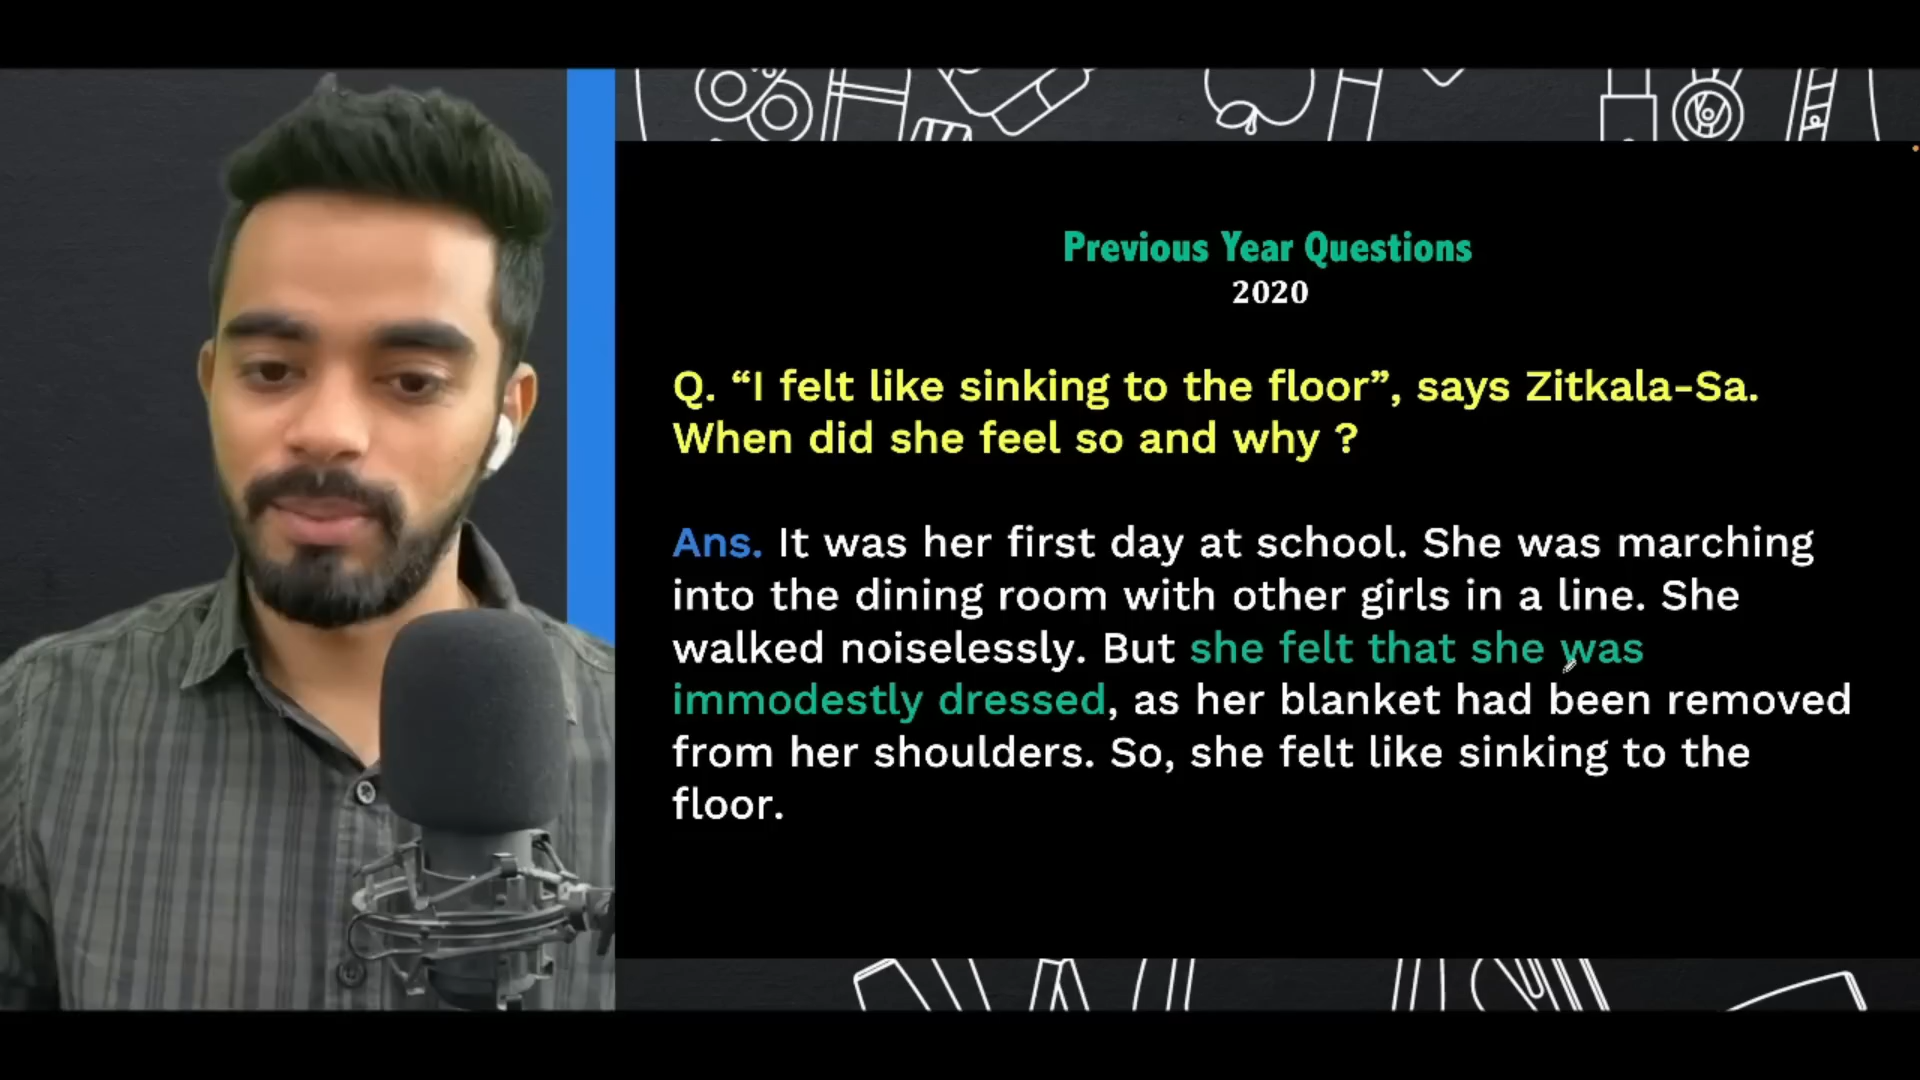 Previous Year Questions
2020
Q. “I felt like sinking to the floor”, says Zitkala-Sa.
When did she feel so and why ?
Ans. It was her first day at school. She was marching
into the dining room with other girls in a line. She
walked noiselessly. But she felt that she was
immodestly dressed, as her blanket had been removed
from her shoulders. So, she felt like sinking to the
floor.